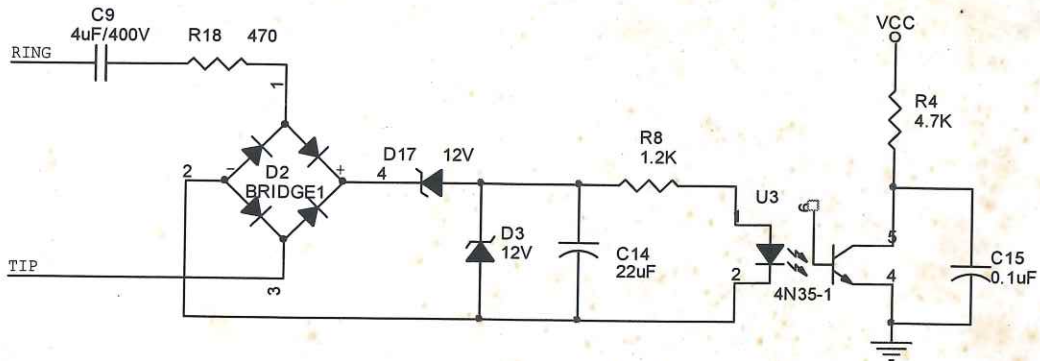 C9
4uF/400V
R18
470
RING
1
VCC
R4
4.7K
2
-
D2
BRIDGE1
+
D17
4
12V
R8
1.2K
U3
1
6
D3
12V
C14
22uF
5
2
4N35-1
4
C15
0.1uF
TIP
3